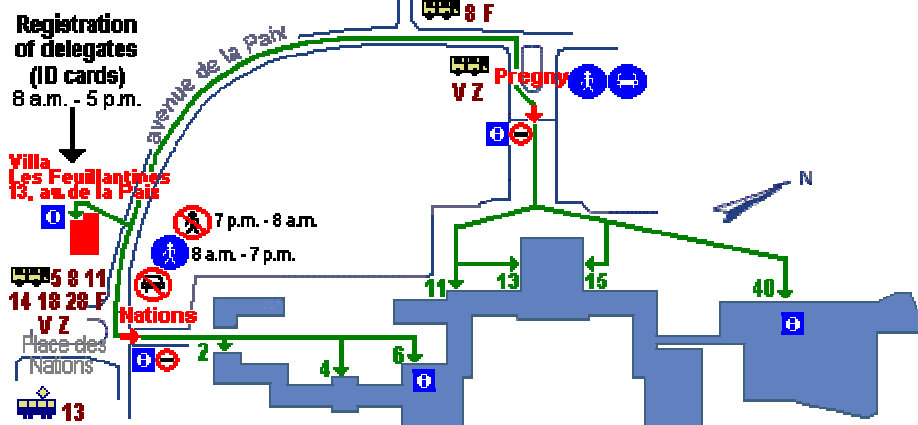 Registration
of delegates
(ID cards)
8 a.m. - 5 p.m.
avenue de la Paix
8 F
V Z
Pregny
N
Villa
Les Feuillantines
13, av. de la Paix
7 p.m. - 8 a.m.
8 a.m. - 7 p.m.
5 8 11
14 18 28 F
V Z
Nations
Place des
Nations
13
2
4
6
11
13
15
40